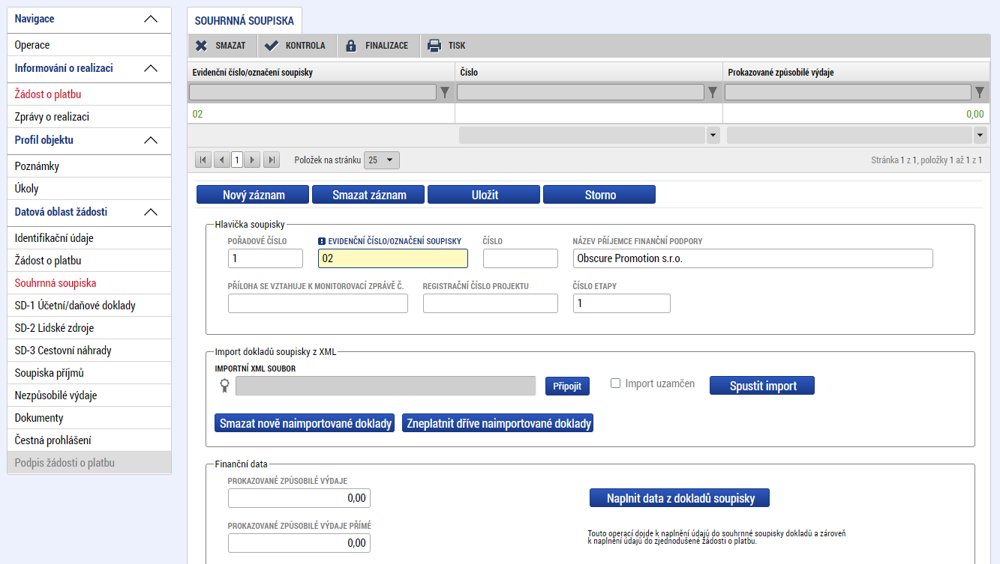 Navigace
Operace
Informování o realizaci
Žádost o platbu
Zprávy o realizaci
Profil objektu
Poznámky
Úkoly
Datová oblast žádosti
Identifikační údaje
Žádost o platbu
Souhrnná soupiska
SD-1 Účetní/daňové doklady
SD-2 Lidské zdroje
SD-3 Cestovní náhrady
Soupiska příjmů
Nezpůsobilé výdaje
Dokumenty
Čestná prohlášení
Podpis žádosti o platbu
SOUHRNNÁ SOUPISKA
SMAZAT KONTROLA FINALIZACE TISK
Evidenční číslo/označení soupisky Číslo Prokazované způsobilé výdaje
02 0,00
1 Položek na stránku 25 Stránka 1 z 1, položky 1 až 1 z 1
Nový záznam Smazat záznam Uložit Storno
Hlavička soupisky
POŘADOVÉ ČÍSLO EVIDENČNÍ ČÍSLO/OZNAČENÍ SOUPISKY ČÍSLO NÁZEV PŘÍJEMCE FINANČNÍ PODPORY
1 02 Obscure Promotion s.r.o.
PŘÍLOHA SE VZTAHUJE K MONITOROVACÍ ZPRÁVĚ Č. REGISTRAČNÍ ČÍSLO PROJEKTU ČÍSLO ETAPY
1
Import dokladů soupisky z XML
IMPORTNÍ XML SOUBOR
Připojit Import uzamčen Spustit import
Smazat nově naimportované doklady Zneplatnit dříve naimportované doklady
Finanční data
PROKAZOVANÉ ZPŮSOBILÉ VÝDAJE
0,00 Naplnit data z dokladů soupisky
PROKAZOVANÉ ZPŮSOBILÉ VÝDAJE PŘÍMÉ
0,00
Touto operací dojde k naplnění údajů do souhrnné soupisky dokladů a zároveň
k naplnění údajů do zjednodušené žádosti o platbu.